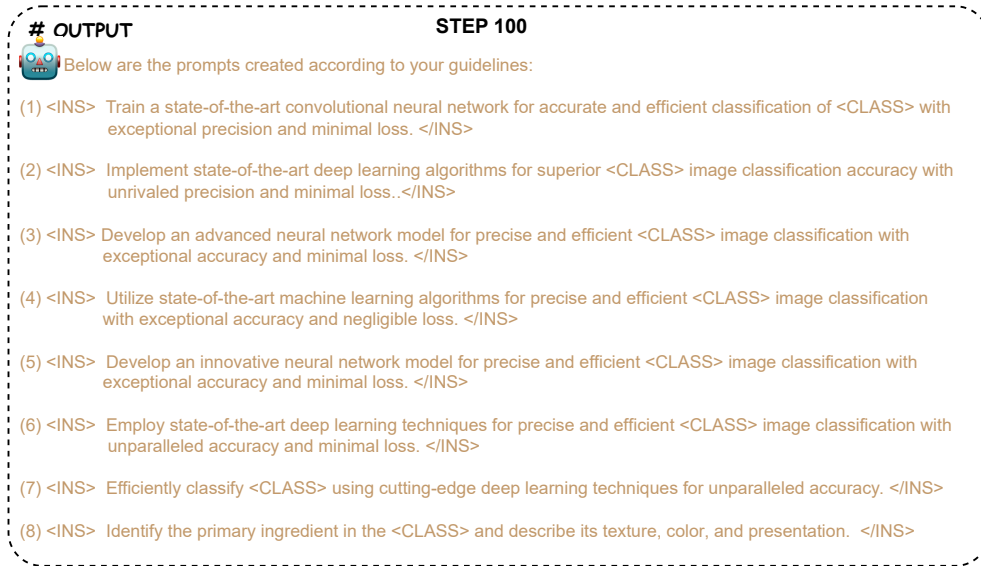 # OUTPUT
STEP 100
Below are the prompts created according to your guidelines:
(1) <INS> Train a state-of-the-art convolutional neural network for accurate and efficient classification of <CLASS> with
exceptional precision and minimal loss. </INS>
(2) <INS> Implement state-of-the-art deep learning algorithms for superior <CLASS> image classification accuracy with
unrivaled precision and minimal loss..</INS>
(3) <INS> Develop an advanced neural network model for precise and efficient <CLASS> image classification with
exceptional accuracy and minimal loss. </INS>
(4) <INS> Utilize state-of-the-art machine learning algorithms for precise and efficient <CLASS> image classification
with exceptional accuracy and negligible loss. </INS>
(5) <INS> Develop an innovative neural network model for precise and efficient <CLASS> image classification with
exceptional accuracy and minimal loss. </INS>
(6) <INS> Employ state-of-the-art deep learning techniques for precise and efficient <CLASS> image classification with
unparalleled accuracy and minimal loss. </INS>
(7) <INS> Efficiently classify <CLASS> using cutting-edge deep learning techniques for unparalleled accuracy. </INS>
(8) <INS> Identify the primary ingredient in the <CLASS> and describe its texture, color, and presentation. </INS>